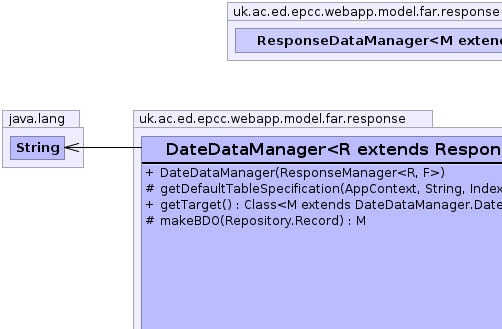 uk.ac.ed.epcc.webapp.model.far.response
ResponseDataManager<M exten
java.lang
String
uk.ac.ed.epcc.webapp.model.far.response
DateDataManager<R extends Respon
+ DateDataManager(ResponseManager<R, F>)
# getDefaultTableSpecification(AppContext, String, Index
+ getTarget() : Class<M extends DateDataManager.Date
# makeBDO(Repository.Record) : M